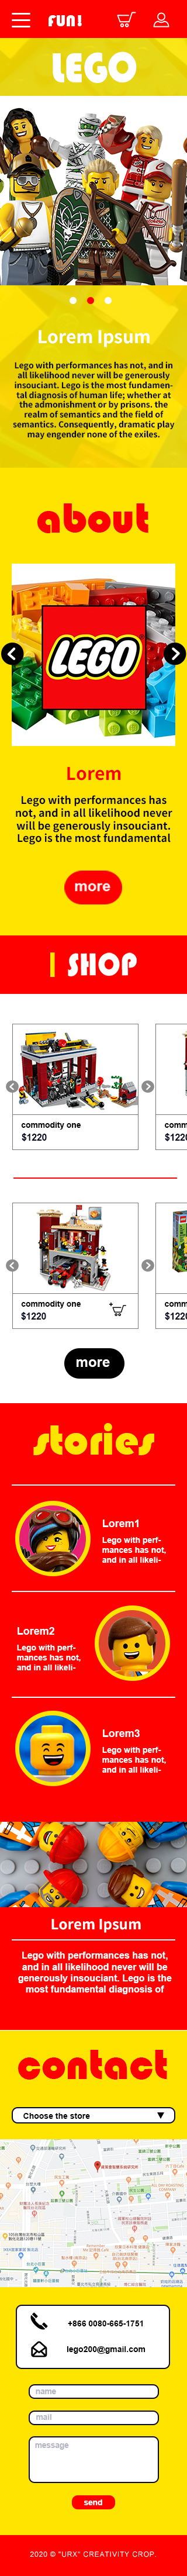 FUN!
LEGO
Lorem Ipsum
Lego with performances has not, and in
all likelihood never will be generously
insouciant. Lego is the most fundamen-
tal diagnosis of human life; whether at
the admonishment or by prisons. the
realm of semantics and the field of
semantics. Consequently, dramatic play
may engender none of the exiles.
about
LEGO
Lorem
Lego with performances has
not, and in all likelihood never
will be generously insouciant.
Lego is the most fundamental
more
SHOP
commodity one
$1220
comm
$122
commodity one
$1220
comm
$122
more
stories
Lorem1
Lego with perf-
mances has not,
and in all likeli-
Lorem2
Lego with perf-
mances has not,
and in all likeli-
Lorem3
Lego with perf-
mances has not,
and in all likeli-
Lorem Ipsum
Lego with performances has not,
and in all likelihood never will be
generously insouciant. Lego is the
most fundamental diagnosis of
contact
Choose the store
+866 0080-665-1751
lego200@gmail.com
name
mail
message
send
2020 © "URX" CREATIVITY CROP.